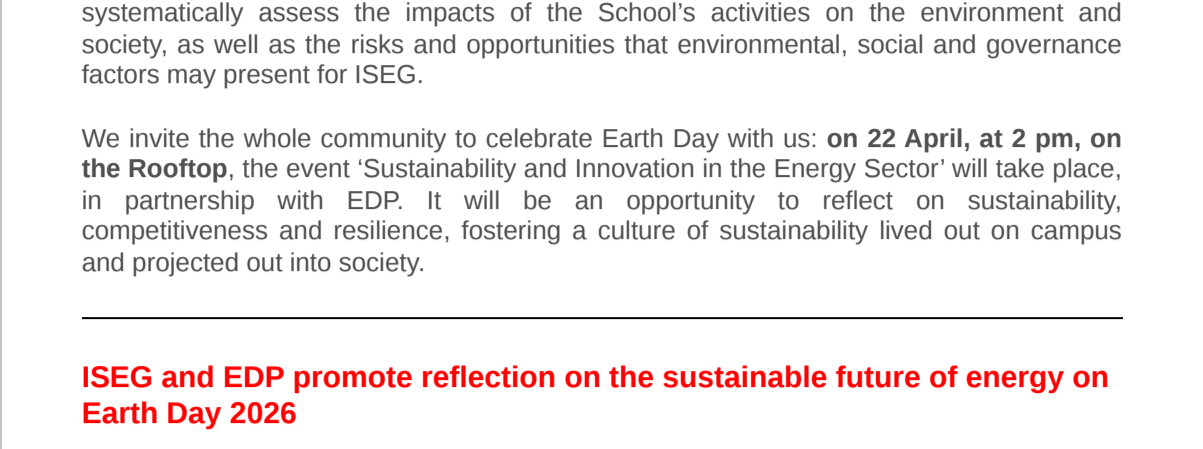 systematically assess the impacts of the School’s activities on the environment and
society, as well as the risks and opportunities that environmental, social and governance
factors may present for ISEG.
We invite the whole community to celebrate Earth Day with us: on 22 April, at 2 pm, on
the Rooftop, the event ‘Sustainability and Innovation in the Energy Sector’ will take place,
in partnership with EDP. It will be an opportunity to reflect on sustainability,
competitiveness and resilience, fostering a culture of sustainability lived out on campus
and projected out into society.
ISEG and EDP promote reflection on the sustainable future of energy on
Earth Day 2026